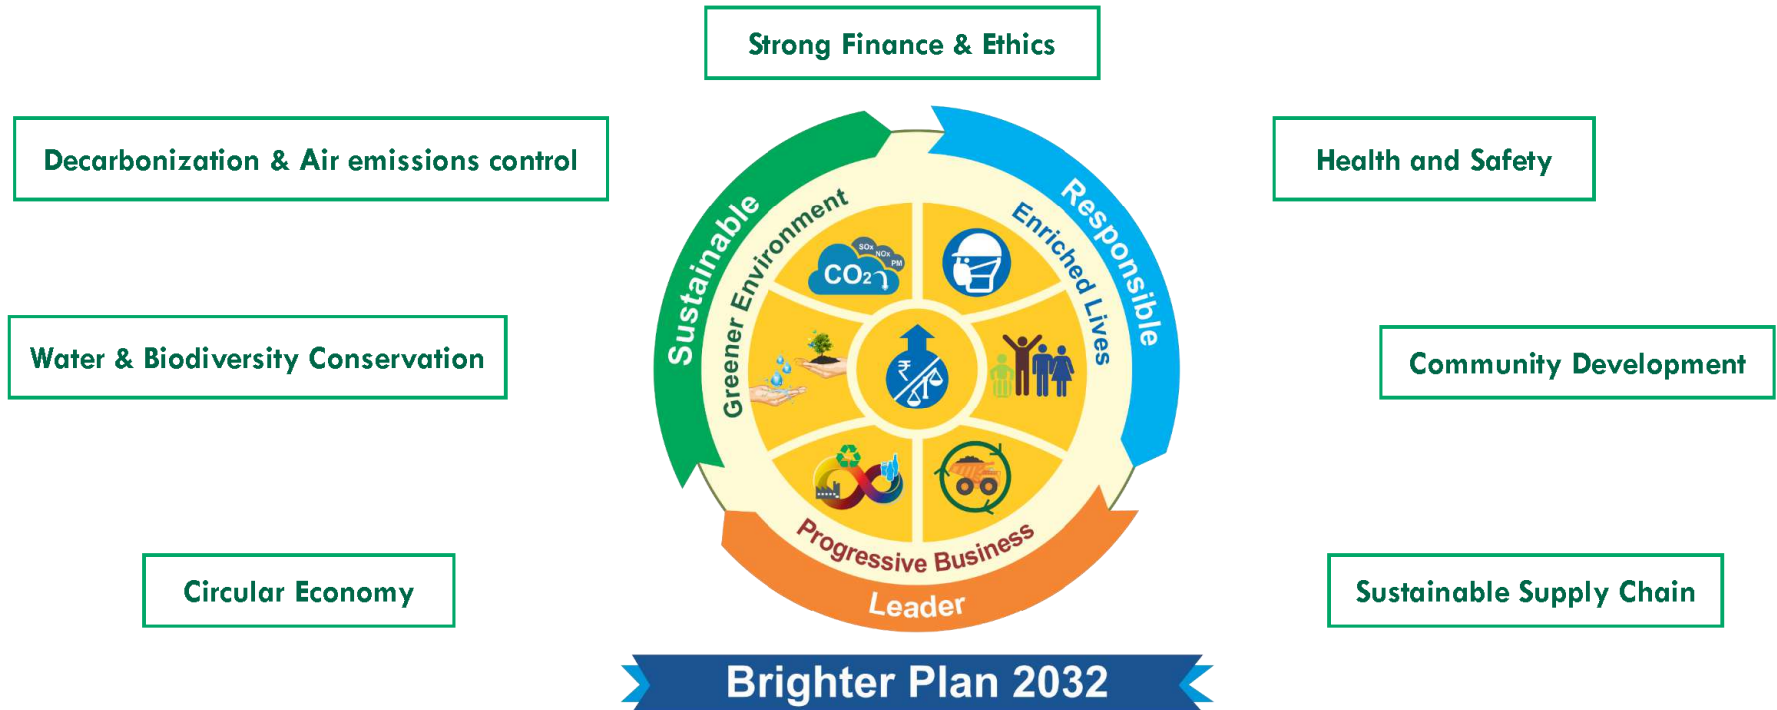 Strong Finance & Ethics
Decarbonization & Air emissions control
Health and Safety
Sustainable
Responsible
Greener Environment
Enriched Lives
SOx
NOx
PM
CO2
Water & Biodiversity Conservation
₹
Community Development
Progressive Business
Leader
Circular Economy
Sustainable Supply Chain
Brighter Plan 2032